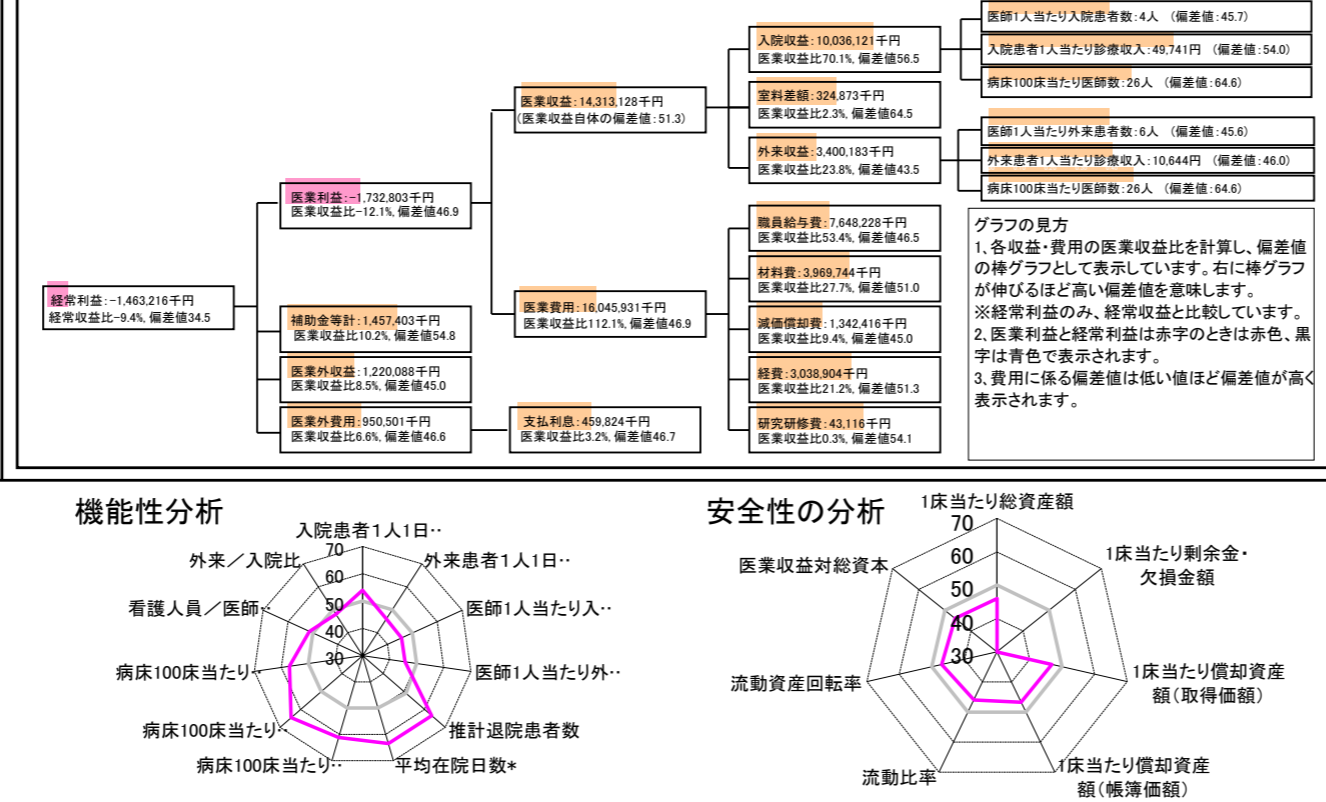 経常利益:-1,463,216千円
経常収益比-9.4%, 偏差値34.5
医業利益:-1,732,803千円
医業収益比-12.1%, 偏差値46.9
補助金等計:1,457,403千円
医業収益比10.2%, 偏差値54.8
医業外収益:1,220,088千円
医業収益比8.5%, 偏差値45.0
医業外費用:950,501千円
医業収益比6.6%, 偏差値46.6
医業収益:14,313,128千円
(医業収益自体の偏差値:51.3)
医業費用:16,045,931千円
医業収益比112.1%, 偏差値46.9
支払利息:459,824千円
医業収益比3.2%, 偏差値46.7
入院収益:10,036,121千円
医業収益比70.1%, 偏差値56.5
室料差額:324,873千円
医業収益比2.3%, 偏差値64.5
外来収益:3,400,183千円
医業収益比23.8%, 偏差値43.5
職員給与費:7,648,228千円
医業収益比53.4%, 偏差値46.5
材料費:3,969,744千円
医業収益比27.7%, 偏差値51.0
減価償却費:1,342,416千円
医業収益比9.4%, 偏差値45.0
経費:3,038,904千円
医業収益比21.2%, 偏差値51.3
研究研修費:43,116千円
医業収益比0.3%, 偏差値54.1
医師1人当たり入院患者数:4人 (偏差値:45.7)
入院患者1人当たり診療収入:49,741円 (偏差値:54.0)
病床100床当たり医師数:26人 (偏差値:64.6)
医師1人当たり外来患者数:6人 (偏差値:45.6)
外来患者1人当たり診療収入:10,644円 (偏差値:46.0)
病床100床当たり医師数:26人 (偏差値:64.6)
グラフの見方
1、各収益・費用の医業収益比を計算し、偏差値
の棒グラフとして表示しています。右に棒グラフ
が伸びるほど高い偏差値を意味します。
※経常利益のみ、経常収益と比較しています。
2、医業利益と経常利益は赤字のときは赤色、黒
字は青色で表示されます。
3、費用に係る偏差値は低い値ほど偏差値が高く
表示されます。
機能性分析
入院患者1人1日‥
外来患者1人1日‥
医師1人当たり入‥
医師1人当たり外‥
推計退院患者数
平均在院日数*
病床100床当たり‥
病床100床当たり‥
病床100床当たり‥
看護人員/医師‥
外来/入院比
70
60
50
40
30
安全性の分析
1床当たり総資産額
1床当たり剰余金・
欠損金額
1床当たり償却資産
額(取得価額)
1床当たり償却資産
額(帳簿価額)
流動比率
流動資産回転率
医業収益対総資本
70
60
50
40
30